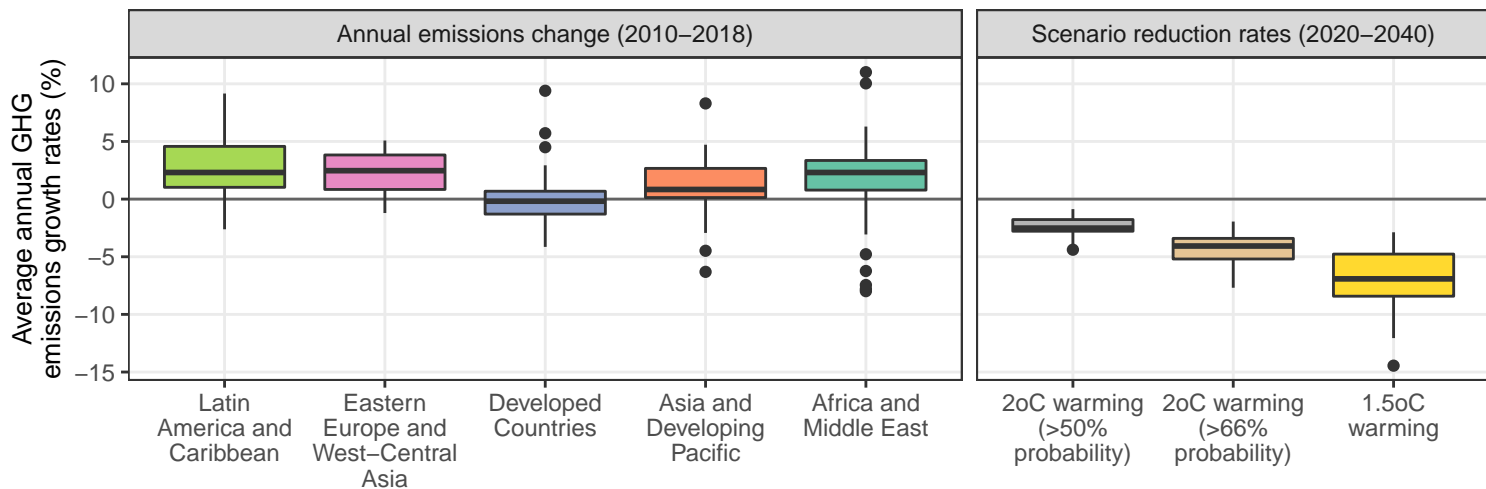 Annual emissions change (2010−2018)
Scenario reduction rates (2020−2040)
Average annual GHG
emissions growth rates (%)
10
5
0
−5
−10
−15
Latin
America and
Caribbean
Eastern
Europe and
West−Central
Asia
Developed
Countries
Asia and
Developing
Pacific
Africa and
Middle East
2oC warming
(>50%
probability)
2oC warming
(>66%
probability)
1.5oC
warming